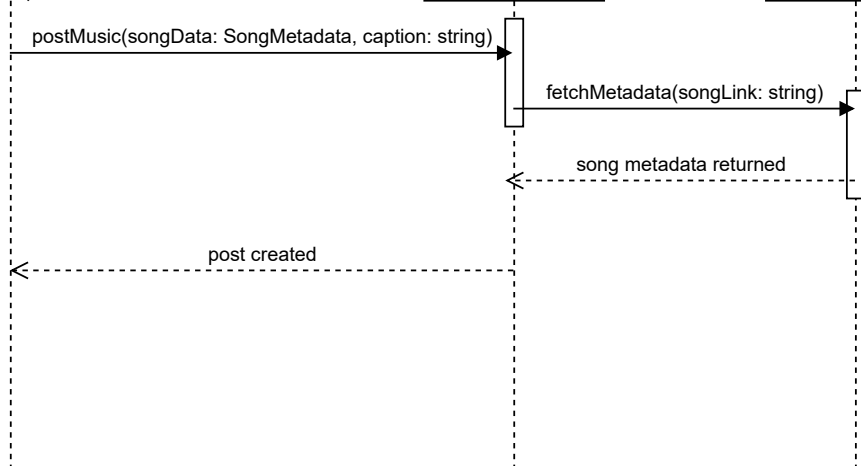 postMusic(songData: SongMetadata, caption: string)
fetchMetadata(songLink: string)
song metadata returned
post created